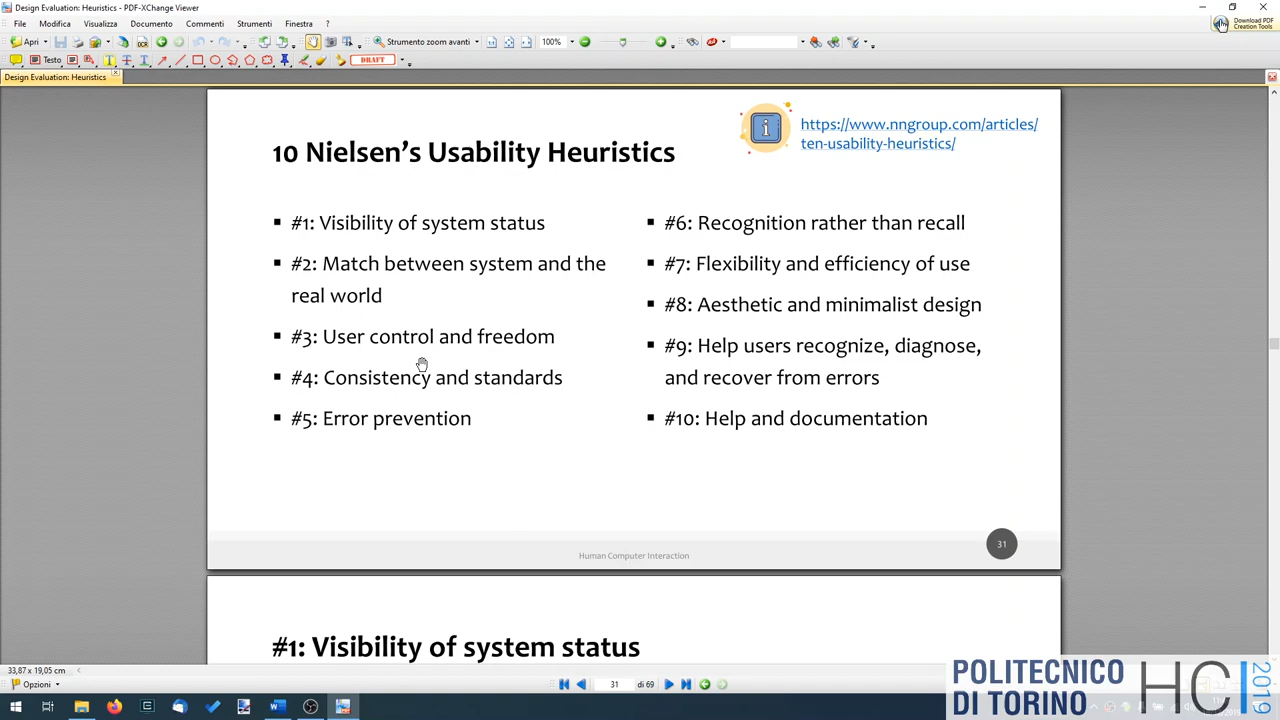 Design Evaluation: Heuristics - PDF-XChange Viewer
File Modifica Visualizza Documento Commenti Strumenti Finestra ?
Download PDF
Creation Tools
Apri OCR Strumento zoom avanti 100%
Testo DRAFT
Design Evaluation: Heuristics
https://www.nngroup.com/articles/
ten-usability-heuristics/
10 Nielsen's Usability Heuristics
▪ #1: Visibility of system status
▪ #2: Match between system and the
real world
▪ #3: User control and freedom
▪ #4: Consistency and standards
▪ #5: Error prevention
▪ #6: Recognition rather than recall
▪ #7: Flexibility and efficiency of use
▪ #8: Aesthetic and minimalist design
▪ #9: Help users recognize, diagnose,
and recover from errors
▪ #10: Help and documentation
Human Computer Interaction
31
#1: Visibility of system status
33,87 x 19,05 cm
Opzioni 31 di 69
POLITECNICO
DI TORINO
HCI
2019